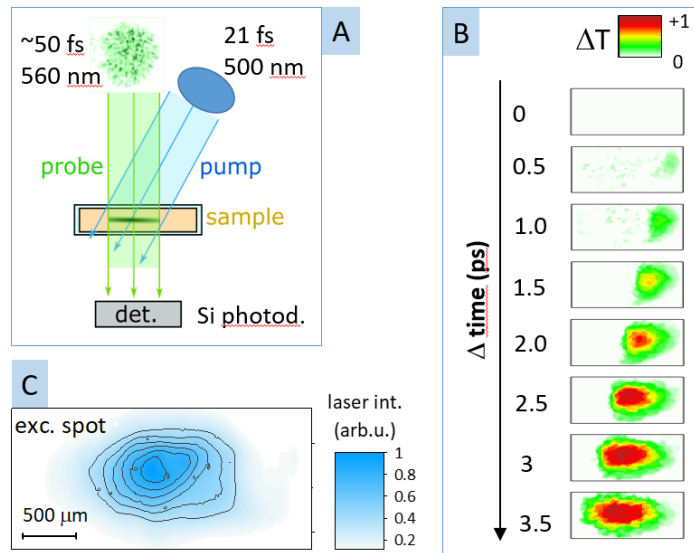 A
~50 fs
560 nm
21 fs
500 nm
probe
pump
sample
det.
Si photod.
B
ΔT
+1
0
Δ time (ps)
0
0.5
1.0
1.5
2.0
2.5
3
3.5
C
exc. spot
500 μm
laser int.
(arb.u.)
1
0.8
0.6
0.4
0.2